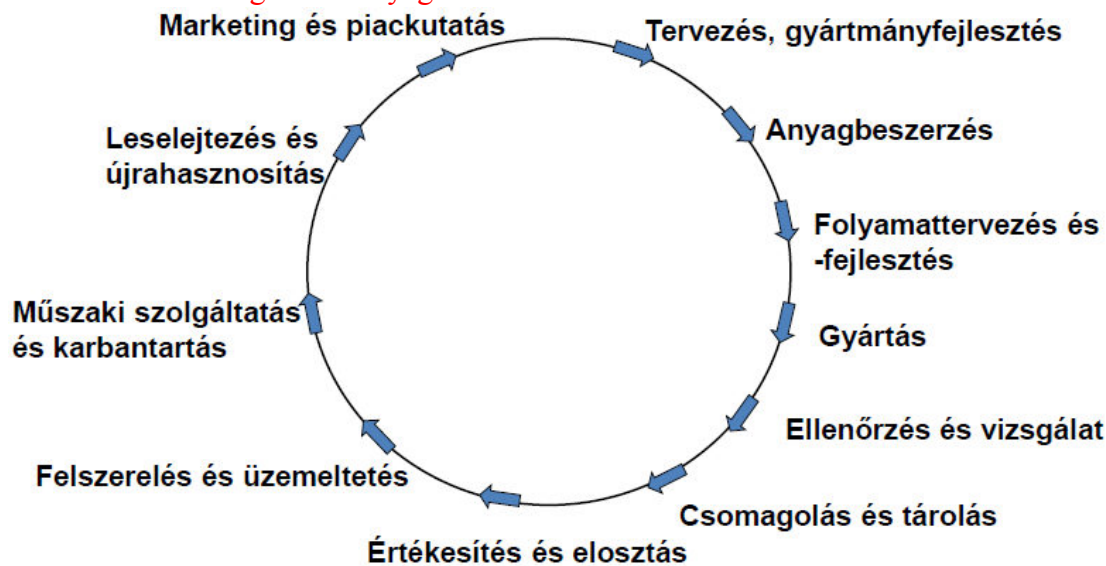 Marketing és piackutatás
Tervezés, gyártmányfejlesztés
Anyagbeszerzés
Folyamattervezés és
-fejlesztés
Gyártás
Ellenőrzés és vizsgálat
Csomagolás és tárolás
Értékesítés és elosztás
Felszerelés és üzemeltetés
Műszaki szolgáltatás
és karbantartás
Leselejtezés és
újrahasznosítás